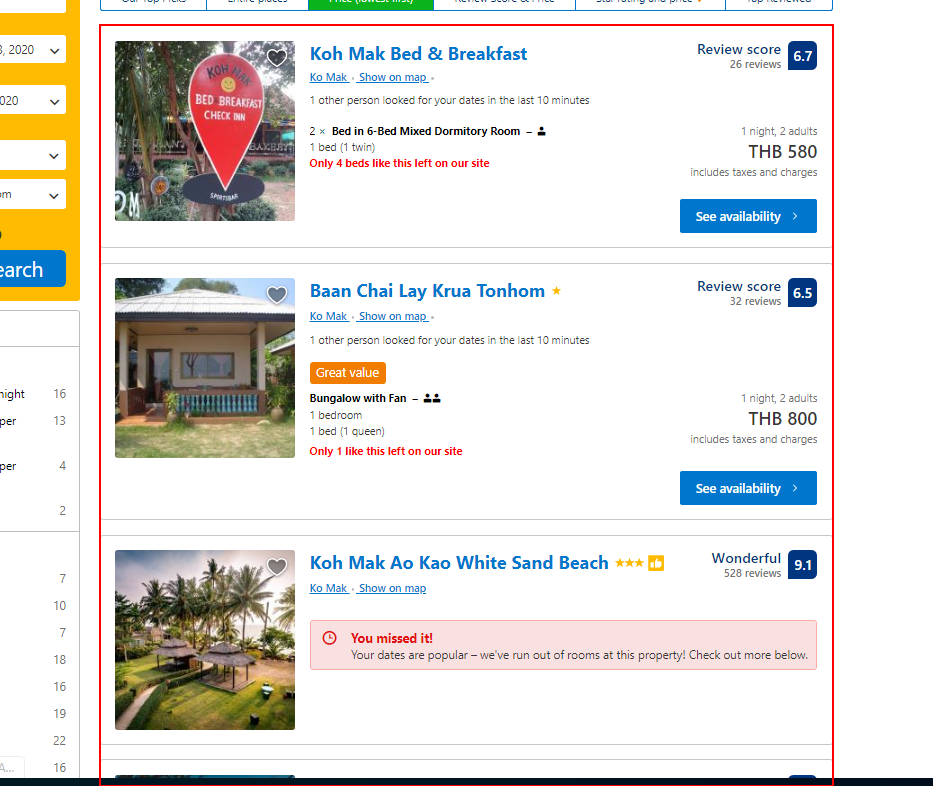 Our Top Picks
Entire places
Price (lowest first)
Review Score & Price
Star rating and price
Top Reviewed
, 2020
020
om
earch
night 16
per 13
per 4
2
7
10
7
18
16
19
22
A... 16
KOH MAK
BED BREAKFAST
CHECK INN
SPORTSBAR
Koh Mak Bed & Breakfast
Ko Mak · Show on map ·
1 other person looked for your dates in the last 10 minutes
2 × Bed in 6-Bed Mixed Dormitory Room –
1 bed (1 twin)
Only 4 beds like this left on our site
Review score 6.7
26 reviews
1 night, 2 adults
THB 580
includes taxes and charges
See availability
Baan Chai Lay Krua Tonhom
Ko Mak · Show on map ·
1 other person looked for your dates in the last 10 minutes
Great value
Bungalow with Fan –
1 bedroom
1 bed (1 queen)
Only 1 like this left on our site
Review score 6.5
32 reviews
1 night, 2 adults
THB 800
includes taxes and charges
See availability
Koh Mak Ao Kao White Sand Beach
Ko Mak · Show on map
Wonderful 9.1
528 reviews
You missed it!
Your dates are popular – we've run out of rooms at this property! Check out more below.